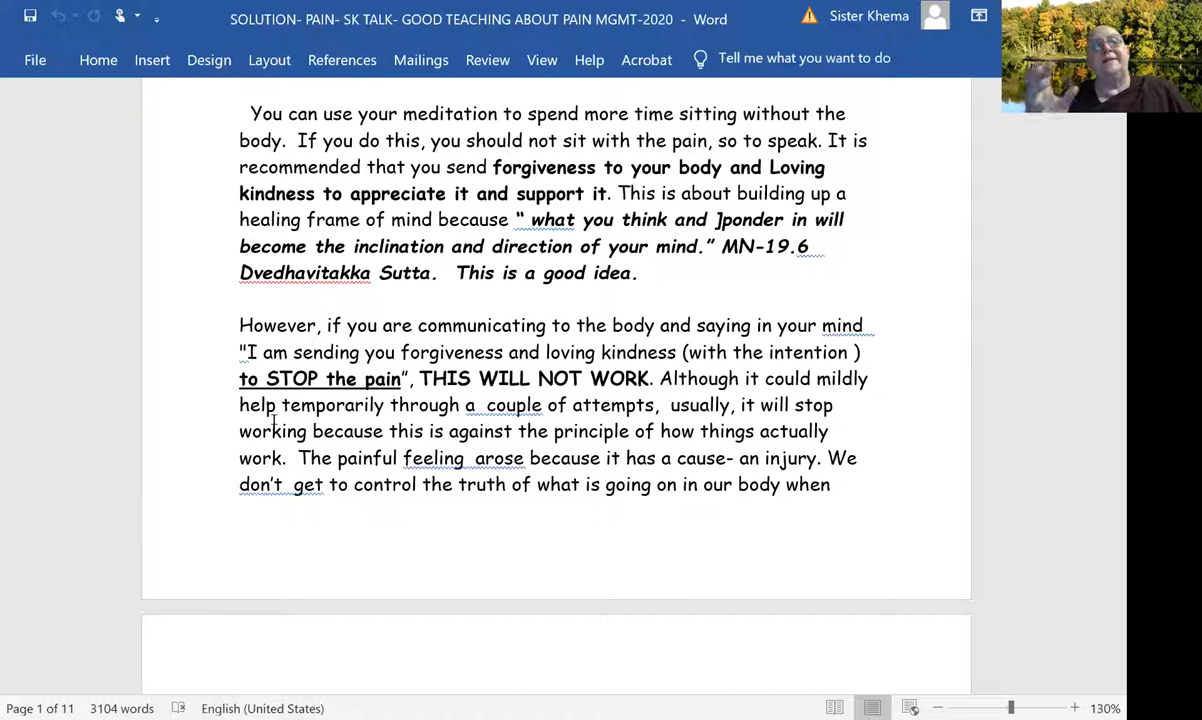 SOLUTION- PAIN- SK TALK- GOOD TEACHING ABOUT PAIN MGMT-2020 - Word
Sister Khema
File Home Insert Design Layout References Mailings Review View Help Acrobat Tell me what you want to do
You can use your meditation to spend more time sitting without the
body. If you do this, you should not sit with the pain, so to speak. It is
recommended that you send forgiveness to your body and Loving
kindness to appreciate it and support it. This is about building up a
healing frame of mind because “ what you think and ]ponder in will
become the inclination and direction of your mind.” MN-19.6
Dvedhavitakka Sutta. This is a good idea.
However, if you are communicating to the body and saying in your mind
"I am sending you forgiveness and loving kindness (with the intention )
to STOP the pain”, THIS WILL NOT WORK. Although it could mildly
help temporarily through a couple of attempts, usually, it will stop
working because this is against the principle of how things actually
work. The painful feeling arose because it has a cause- an injury. We
don’t get to control the truth of what is going on in our body when
Page 1 of 11 3104 words English (United States) 130%